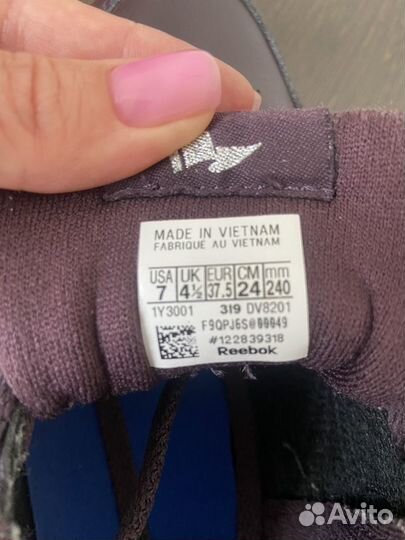 MADE IN VIETNAM
FABRIQUÉ AU VIETNAM
USA UK EUR CM mm
7 4½ 37.5 24 240
1Y3001 319 DV8201
F9QPJ6S@00049
#122839318
Reebok
Avito